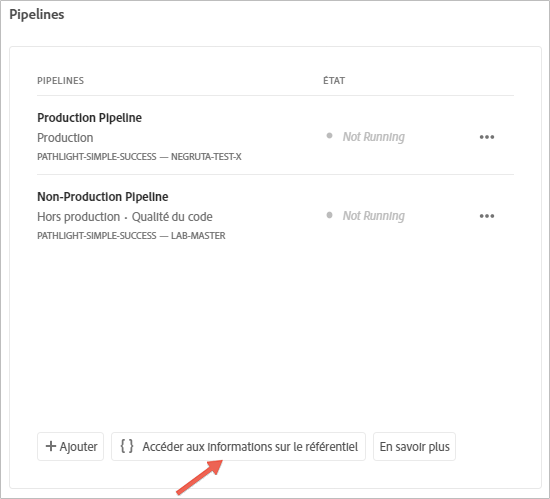 Pipelines
PIPELINES ÉTAT
Production Pipeline
Production Not Running
PATHLIGHT-SIMPLE-SUCCESS — NEGRUTA-TEST-X
Non-Production Pipeline
Hors production · Qualité du code Not Running
PATHLIGHT-SIMPLE-SUCCESS — LAB-MASTER
+ Ajouter {} Accéder aux informations sur le référentiel En savoir plus